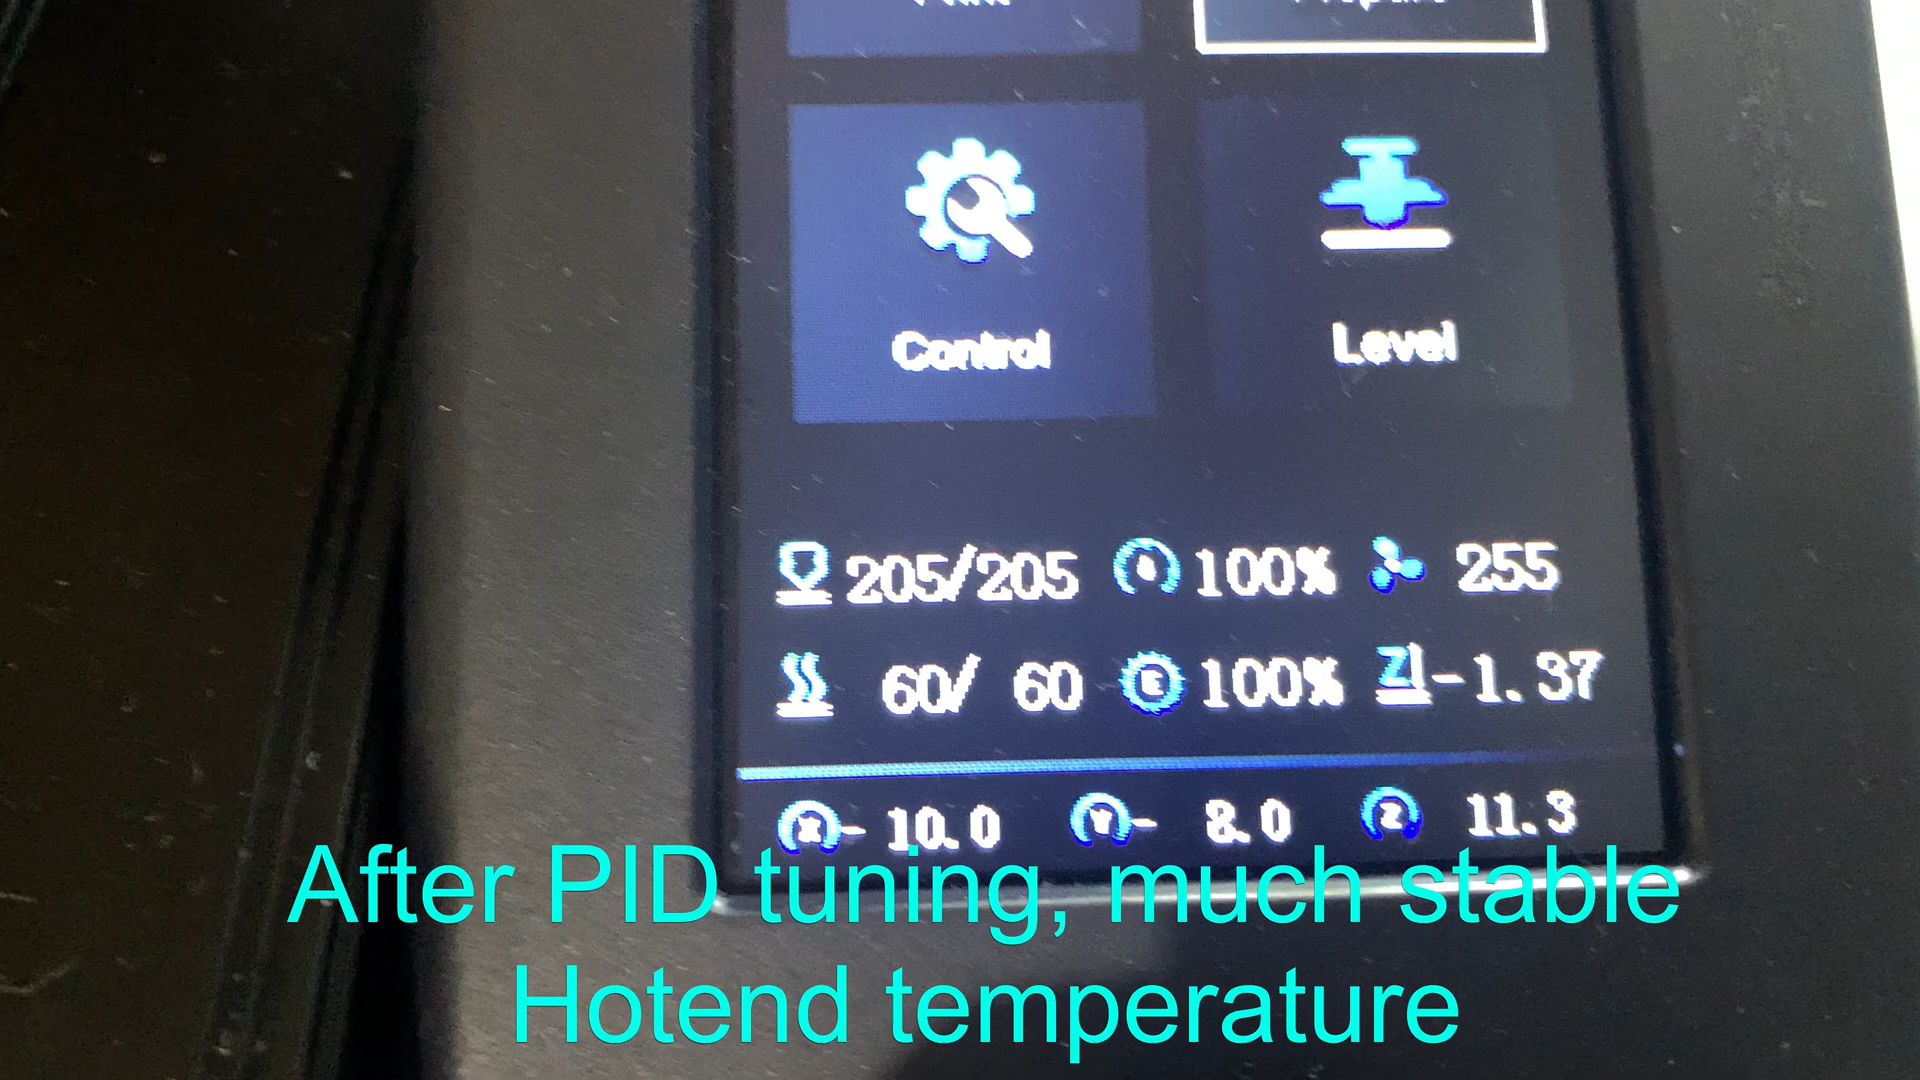 Control
Level
205/205 100% 255
60/ 60 E 100% Z -1.37
X - 10.0 Y - 8.0 Z 11.3
After PID tuning, much stable
Hotend temperature